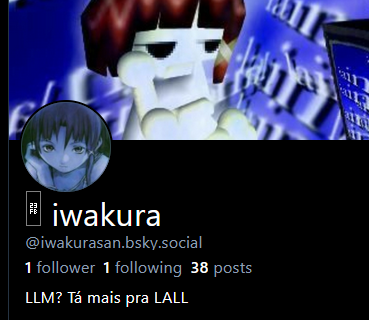 iwakura
@iwakurasan.bsky.social
1 follower 1 following 38 posts
LLM? Tá mais pra LALL